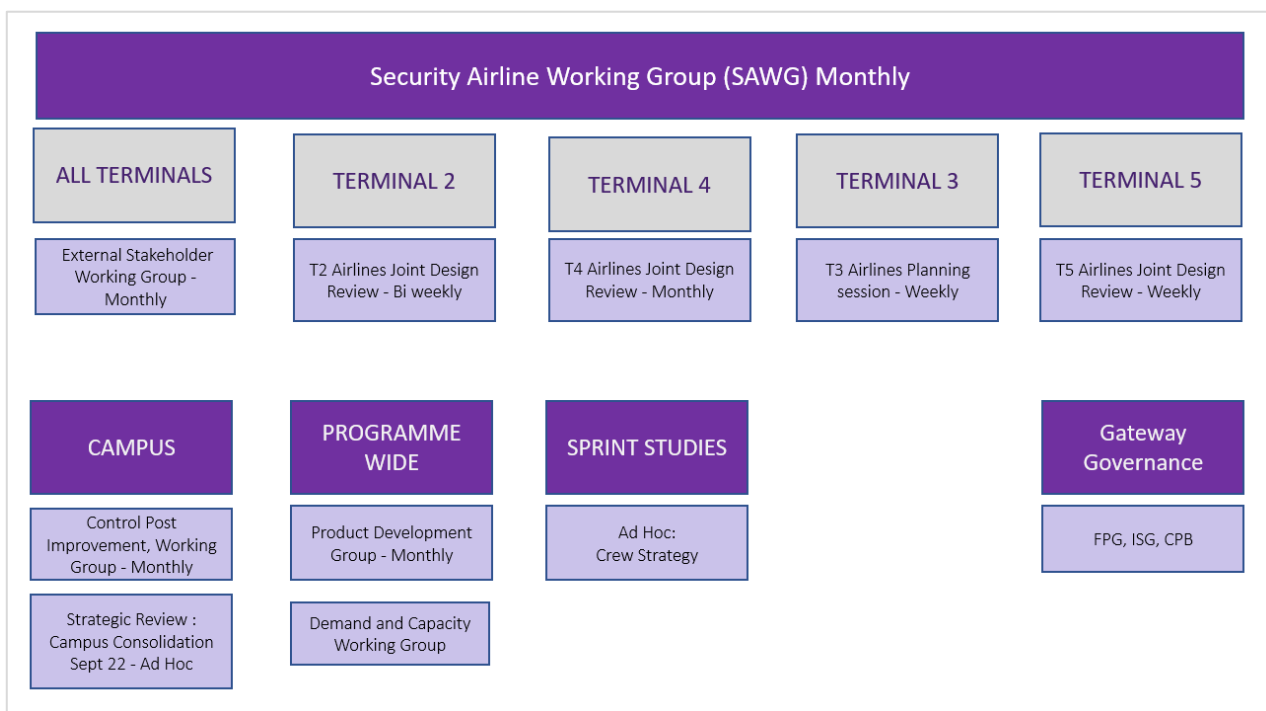 Security Airline Working Group (SAWG) Monthly
ALL TERMINALS
TERMINAL 2
TERMINAL 4
TERMINAL 3
TERMINAL 5
External Stakeholder
Working Group -
Monthly
T2 Airlines Joint Design
Review - Bi weekly
T4 Airlines Joint Design
Review - Monthly
T3 Airlines Planning
session - Weekly
T5 Airlines Joint Design
Review - Weekly
CAMPUS
PROGRAMME
WIDE
SPRINT STUDIES
Gateway
Governance
Control Post
Improvement, Working
Group - Monthly
Product Development
Group - Monthly
Ad Hoc:
Crew Strategy
FPG, ISG, CPB
Strategic Review :
Campus Consolidation
Sept 22 - Ad Hoc
Demand and Capacity
Working Group